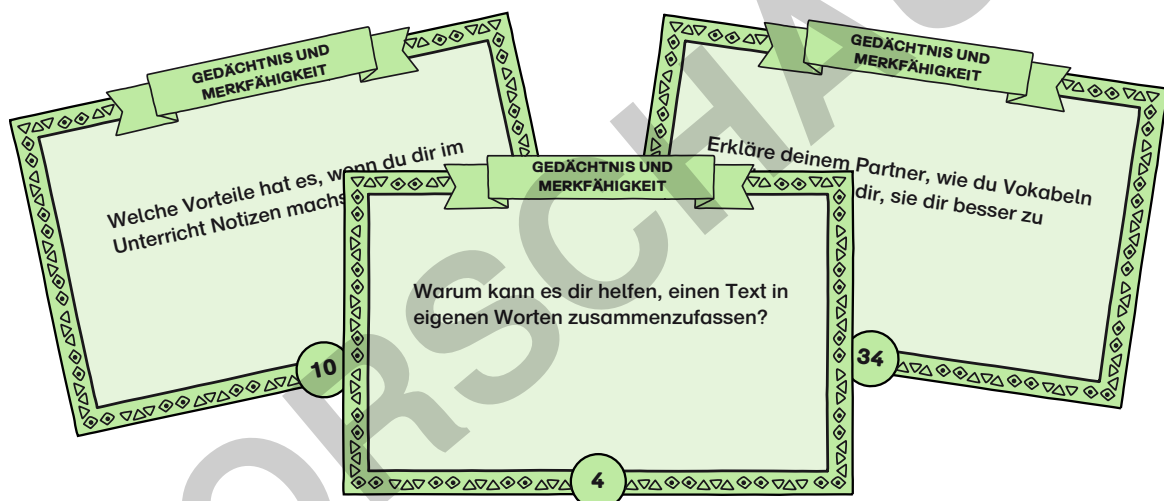 GEDÄCHTNIS UND
MERKFÄHIGKEIT
Welche Vorteile hat es, wenn du dir im
Unterricht Notizen machs
10
GEDÄCHTNIS UND
MERKFÄHIGKEIT
Warum kann es dir helfen, einen Text in
eigenen Worten zusammenzufassen?
4
GEDÄCHTNIS UND
MERKFÄHIGKEIT
Erkläre deinem Partner, wie du Vokabeln
dir, sie dir besser zu
34
ORSCHA